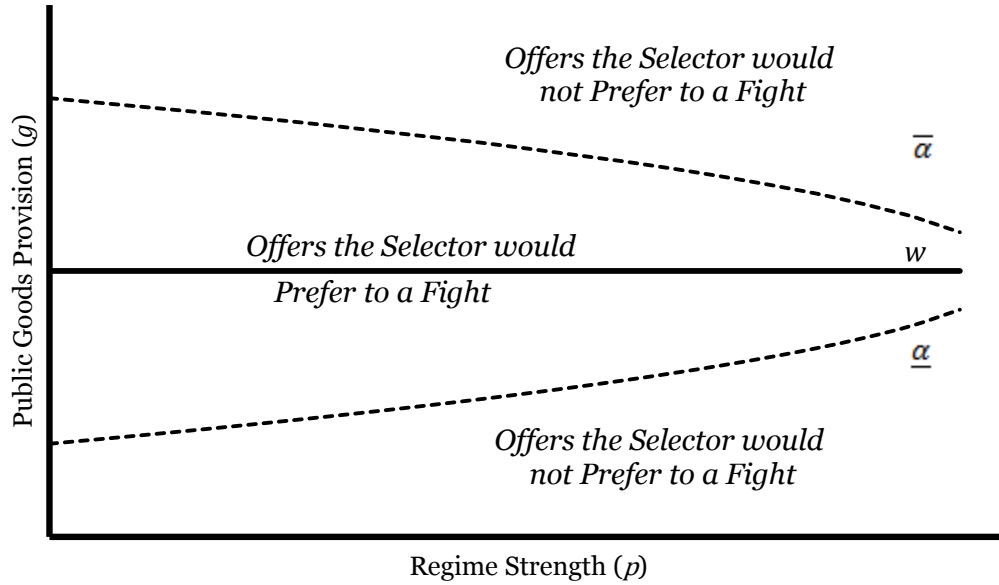 Offers the Selector would
not Prefer to a Fight
α̅
Public Goods Provision (g)
Offers the Selector would
w
Prefer to a Fight
α̲
Offers the Selector would
not Prefer to a Fight
Regime Strength (p)